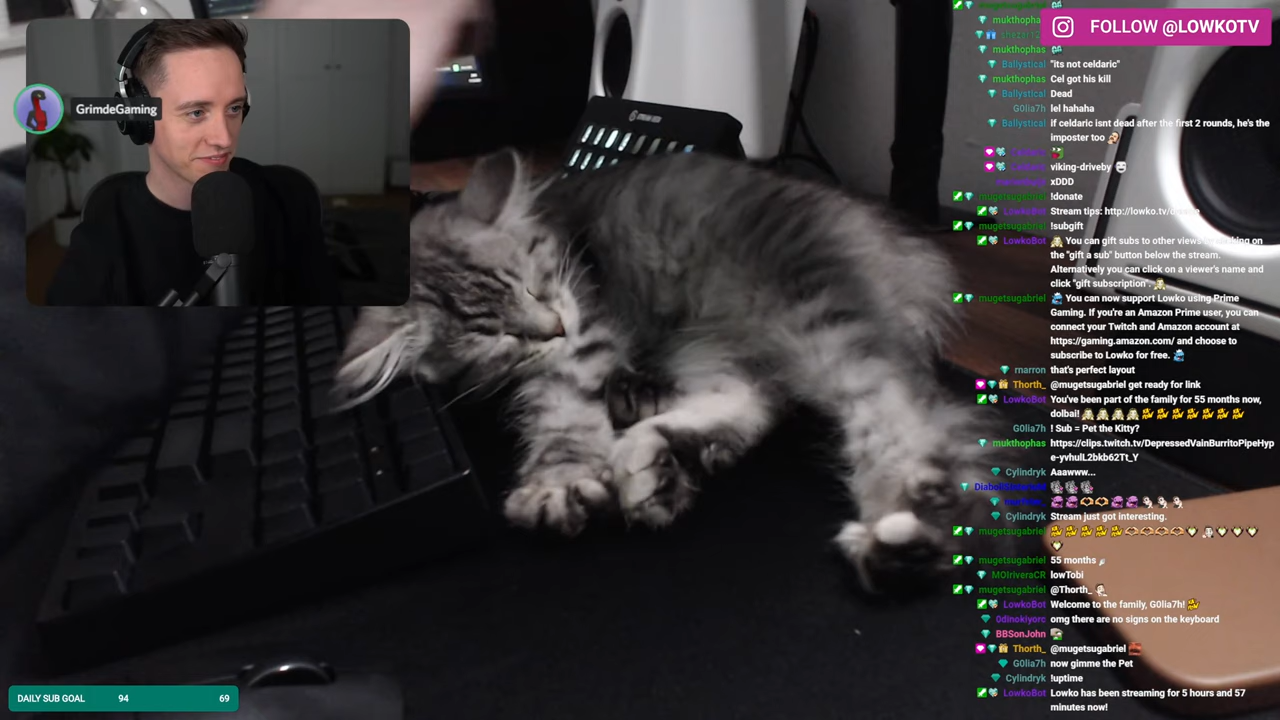 FOLLOW @LOWKOTV
GrimdeGaming
mukthophas
mukthophas
Ballystical "its not celdaric"
mukthophas Cel got his kill
Ballystical Dead
G0lia7h lel hahaha
Ballystical if celdaric isnt dead after the first 2 rounds, he's the
imposter too
viking-driveby
xDDD
mugetsugabriel !donate
LowkoBot Stream tips: http://lowko.tv/
mugetsugabriel !subgift
LowkoBot You can gift subs to other views by clicking on
the "gift a sub" button below the stream.
Alternatively you can click on a viewer's name and
click "gift subscription".
mugetsugabriel You can now support Lowko using Prime
Gaming. If you're an Amazon Prime user, you can
connect your Twitch and Amazon account at
https://gaming.amazon.com/ and choose to
subscribe to Lowko for free.
rnarron that's perfect layout
Thorth_ @mugetsugabriel get ready for link
LowkoBot You've been part of the family for 55 months now,
dolbai!
G0lia7h ! Sub = Pet the Kitty?
mukthophas https://clips.twitch.tv/DepressedVainBurritoPipeHyp
e-yvhulL2bkb62Tt_Y
Cylindryk Aaawww...
Cylindryk Stream just got interesting.
mugetsugabriel
mugetsugabriel 55 months
MOIriveraCR lowTobi
mugetsugabriel @Thorth_
LowkoBot Welcome to the family, G0lia7h!
0dinokiyorc omg there are no signs on the keyboard
BBSonJohn
Thorth_ @mugetsugabriel
G0lia7h now gimme the Pet
Cylindryk !uptime
LowkoBot Lowko has been streaming for 5 hours and 57
minutes now!
DAILY SUB GOAL 94 69